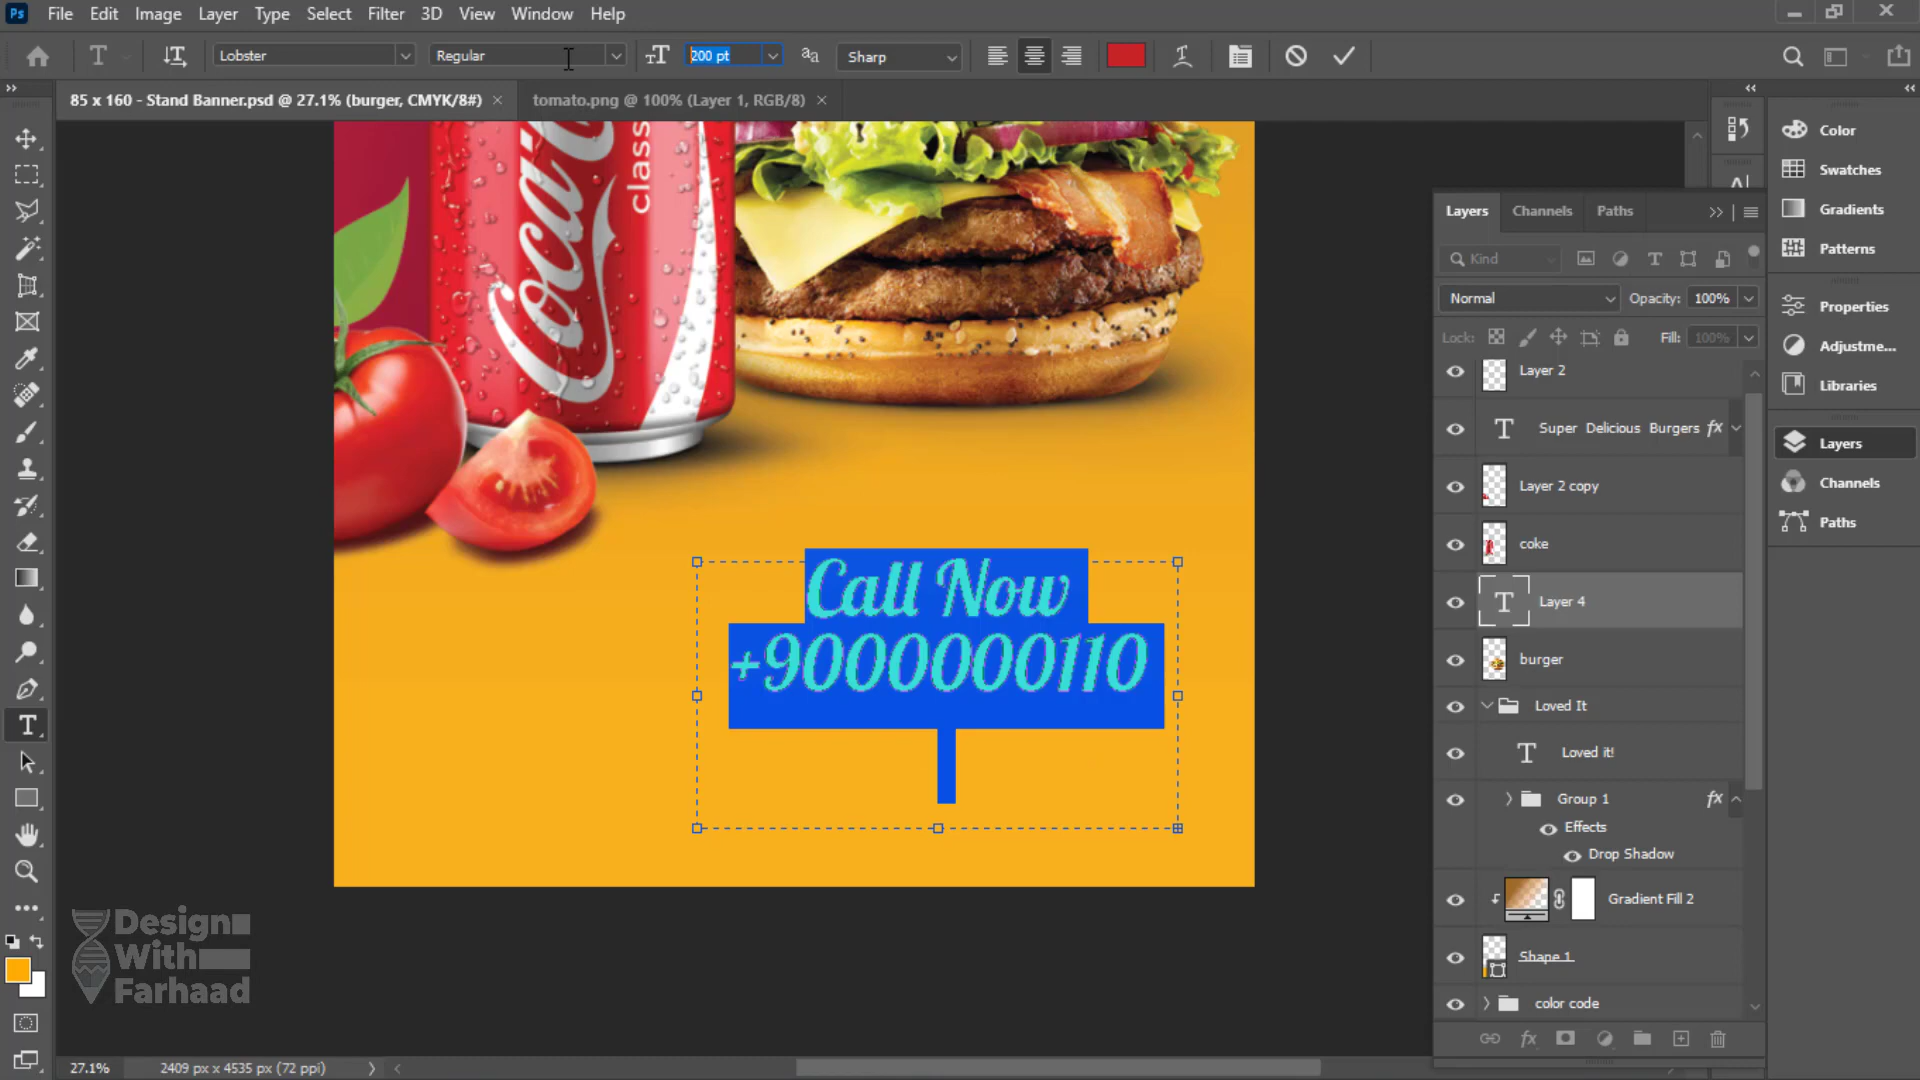 Ps File Edit Image Layer Type Select Filter 3D View Window Help
Lobster Regular 200 pt Sharp
85 x 160 - Stand Banner.psd @ 27.1% (burger, CMYK/8#) tomato.png @ 100% (Layer 1, RGB/8)
Coca
classic
Call Now
+9000000110
Layers Channels Paths
Kind
Normal Opacity: 100%
Lock: Fill: 100%
Layer 2
Super Delicious Burgers fx
Layer 2 copy
coke
Layer 4
burger
Loved It
Loved it!
Group 1 fx
Effects
Drop Shadow
Gradient Fill 2
Shape 1
color code
Color
Swatches
Gradients
Patterns
Properties
Adjustme...
Libraries
Layers
Channels
Paths
Design
With
Farhaad
27.1% 2409 px x 4535 px (72 ppi)